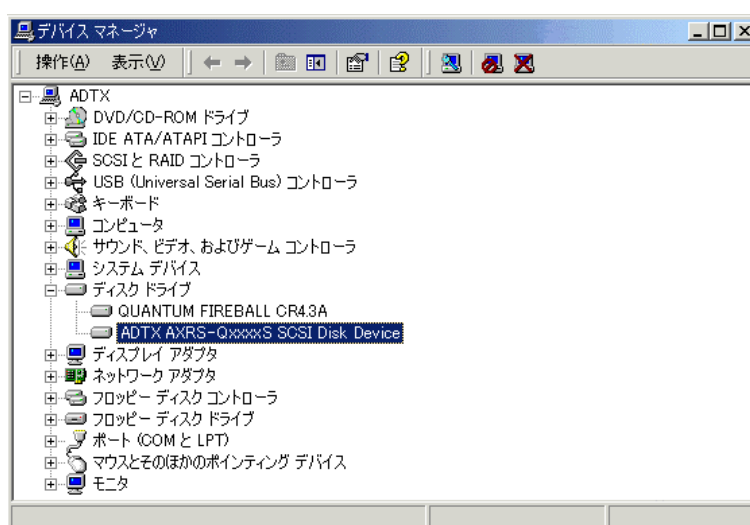 デバイス マネージャ
操作(A) 表示(V)
ADTX
DVD/CD-ROM ドライブ
IDE ATA/ATAPI コントローラ
SCSI と RAID コントローラ
USB (Universal Serial Bus) コントローラ
キーボード
コンピュータ
サウンド、ビデオ、およびゲーム コントローラ
システム デバイス
ディスク ドライブ
QUANTUM FIREBALL CR4.3A
ADTX AXRS-QxxxxS SCSI Disk Device
ディスプレイ アダプタ
ネットワーク アダプタ
フロッピー ディスク コントローラ
フロッピー ディスク ドライブ
ポート (COM と LPT)
マウスとそのほかのポインティング デバイス
モニタ